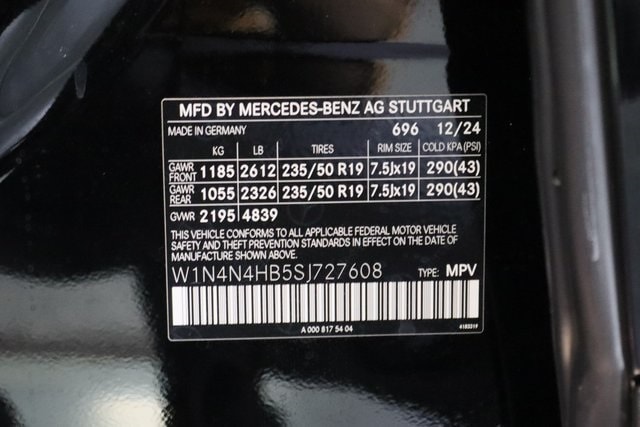 MFD BY MERCEDES-BENZ AG STUTTGART
MADE IN GERMANY 696 12/24
KG LB TIRES RIM SIZE COLD KPA (PSI)
GAWR FRONT 1185 2612 235/50 R19 7.5Jx19 290(43)
GAWR REAR 1055 2326 235/50 R19 7.5Jx19 290(43)
GVWR 2195 4839
THIS VEHICLE CONFORMS TO ALL APPLICABLE FEDERAL MOTOR VEHICLE
SAFETY AND THEFT PREVENTION STANDARDS IN EFFECT ON THE DATE OF
MANUFACTURE SHOWN ABOVE.
W1N4N4HB5SJ727608 TYPE: MPV
A 000 817 54 04